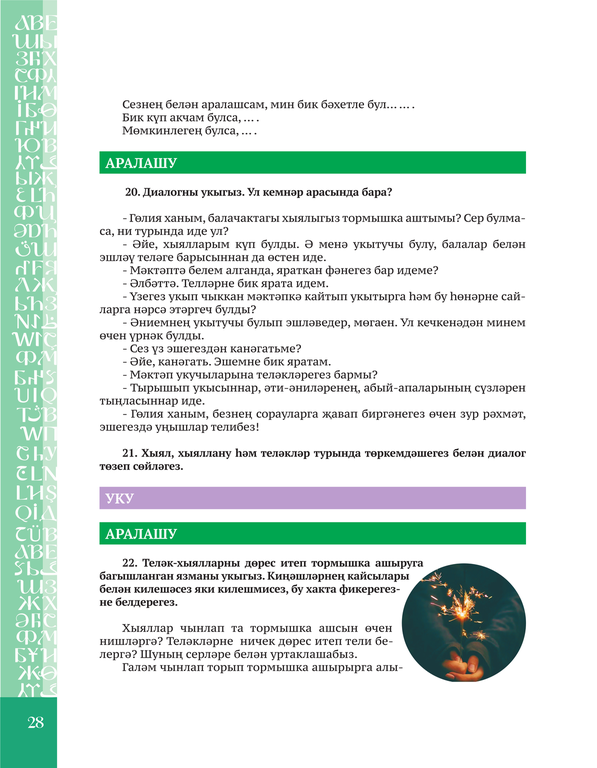 Сезнең белән аралашсам, мин бик бәхетле бул... ... .
Бик күп акчам булса, ... .
Мөмкинлегең булса, ... .
АРАЛАШУ
20. Диалогны укыгыз. Ул кемнәр арасында бара?
- Гөлия ханым, балачактагы хыялыгыз тормышка аштымы? Сер булма-
са, ни турында иде ул?
- Әйе, хыялларым күп булды. Ә менә укытучы булу, балалар белән
эшләү теләге барысыннан да өстен иде.
- Мәктәптә белем алганда, яраткан фәнегез бар идеме?
- Әлбәттә. Телләрне бик ярата идем.
- Үзегез укып чыккан мәктәпкә кайтып укытырга һәм бу һөнәрне сай-
ларга нәрсә этәргеч булды?
- Әниемнең укытучы булып эшләведер, мөгаен. Ул кечкенәдән минем
өчен үрнәк булды.
- Сез үз эшегездән канәгатьме?
- Әйе, канәгать. Эшемне бик яратам.
- Мәктәп укучыларына теләкләрегез бармы?
- Тырышып укысыннар, әти-әниләренең, абый-апаларының сүзләрен
тыңласыннар иде.
- Гөлия ханым, безнең сорауларга җавап биргәнегез өчен зур рәхмәт,
эшегездә уңышлар телибез!
21. Хыял, хыяллану һәм теләкләр турында төркемдәшегез белән диалог
төзеп сөйләгез.
УКУ
АРАЛАШУ
22. Теләк-хыялларны дөрес итеп тормышка ашыруга
багышланган язманы укыгыз. Киңәшләрнең кайсылары
белән килешәсез яки килешмисез, бу хакта фикерегез-
не белдерегез.
Хыяллар чынлап та тормышка ашсын өчен
нишләргә? Теләкләрне ничек дөрес итеп тели бе-
лергә? Шуның серләре белән уртаклашабыз.
Галәм чынлап торып тормышка ашырырга алы-
28